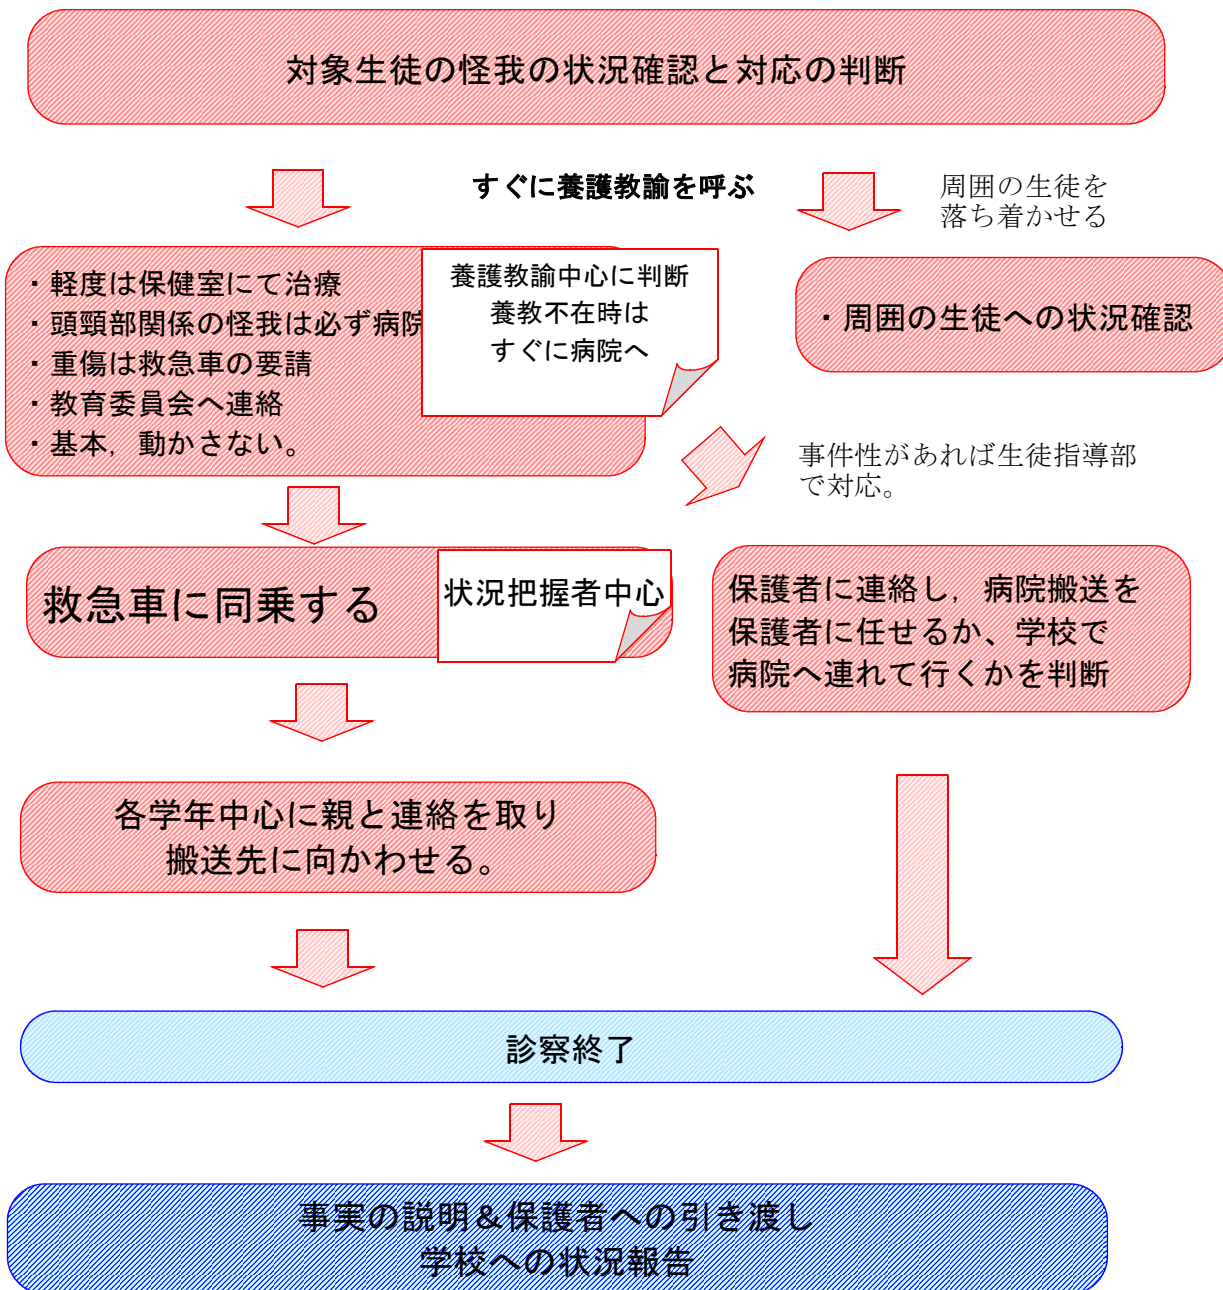 対象生徒の怪我の状況確認と対応の判断
すぐに養護教諭を呼ぶ
周囲の生徒を
落ち着かせる
・軽度は保健室にて治療
・頭頸部関係の怪我は必ず病院
・重傷は救急車の要請
・教育委員会へ連絡
・基本，動かさない。
養護教諭中心に判断
養教不在時は
すぐに病院へ
・周囲の生徒への状況確認
事件性があれば生徒指導部
で対応。
救急車に同乗する
状況把握者中心
保護者に連絡し，病院搬送を
保護者に任せるか、学校で
病院へ連れて行くかを判断
各学年中心に親と連絡を取り
搬送先に向かわせる。
診察終了
事実の説明＆保護者への引き渡し
学校への状況報告